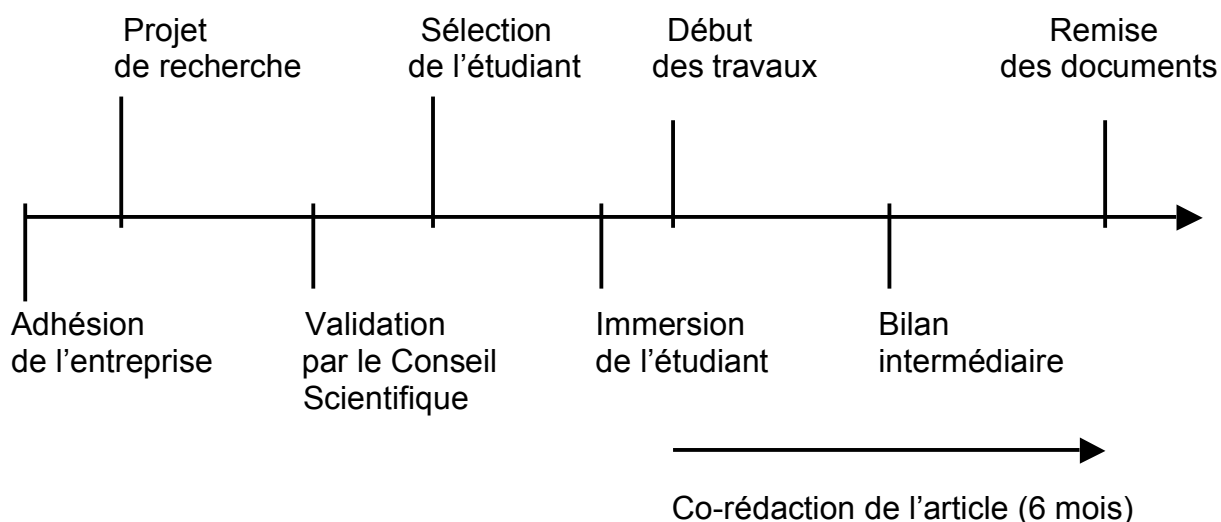 Projet
de recherche
Sélection
de l’étudiant
Début
des travaux
Remise
des documents
Adhésion
de l’entreprise
Validation
par le Conseil
Scientifique
Immersion
de l’étudiant
Bilan
intermédiaire
Co-rédaction de l’article (6 mois)